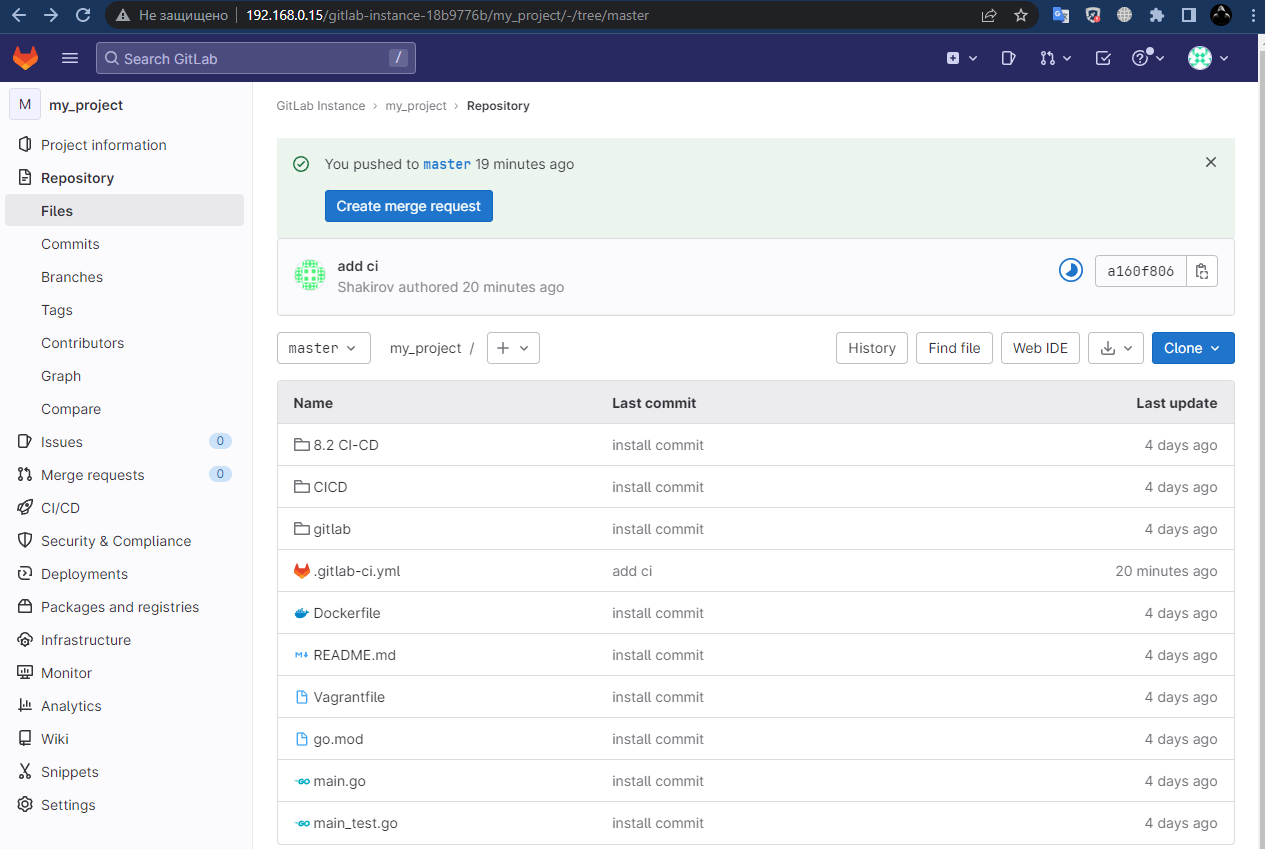 Не защищено 192.168.0.15/gitlab-instance-18b9776b/my_project/-/tree/master
Search GitLab /
M my_project
Project information
Repository
Files
Commits
Branches
Tags
Contributors
Graph
Compare
Issues 0
Merge requests 0
CI/CD
Security & Compliance
Deployments
Packages and registries
Infrastructure
Monitor
Analytics
Wiki
Snippets
Settings
GitLab Instance › my_project › Repository
You pushed to master 19 minutes ago
Create merge request
add ci
Shakirov authored 20 minutes ago
a160f806
master my_project / + History Find file Web IDE Clone
Name Last commit Last update
8.2 CI-CD install commit 4 days ago
CICD install commit 4 days ago
gitlab install commit 4 days ago
.gitlab-ci.yml add ci 20 minutes ago
Dockerfile install commit 4 days ago
README.md install commit 4 days ago
Vagrantfile install commit 4 days ago
go.mod install commit 4 days ago
main.go install commit 4 days ago
main_test.go install commit 4 days ago